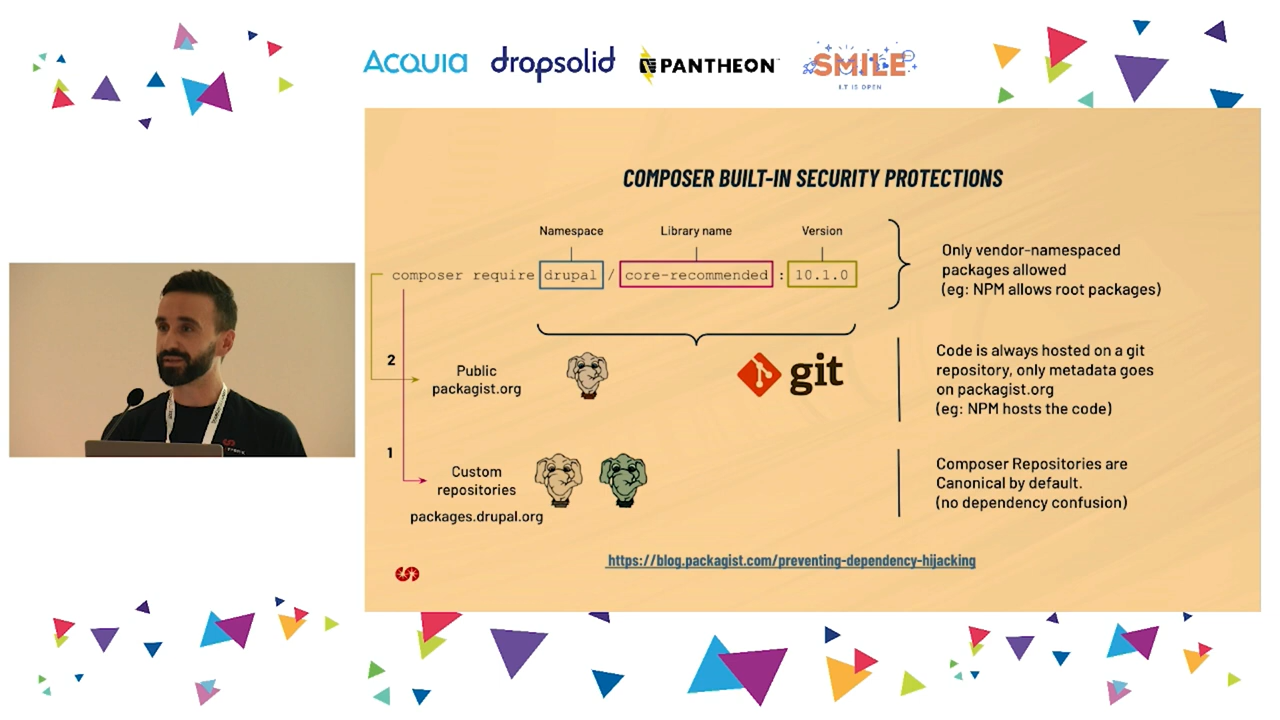 ACQUIA dropsolid PANTHEON SMILE
I.T IS OPEN
COMPOSER BUILT-IN SECURITY PROTECTIONS
Namespace Library name Version
composer require drupal / core-recommended : 10.1.0
Only vendor-namespaced
packages allowed
(eg: NPM allows root packages)
2
Public
packagist.org
git
Code is always hosted on a git
repository, only metadata goes
on packagist.org
(eg: NPM hosts the code)
1
Custom
repositories
packages.drupal.org
Composer Repositories are
Canonical by default.
(no dependency confusion)
https://blog.packagist.com/preventing-dependency-hijacking